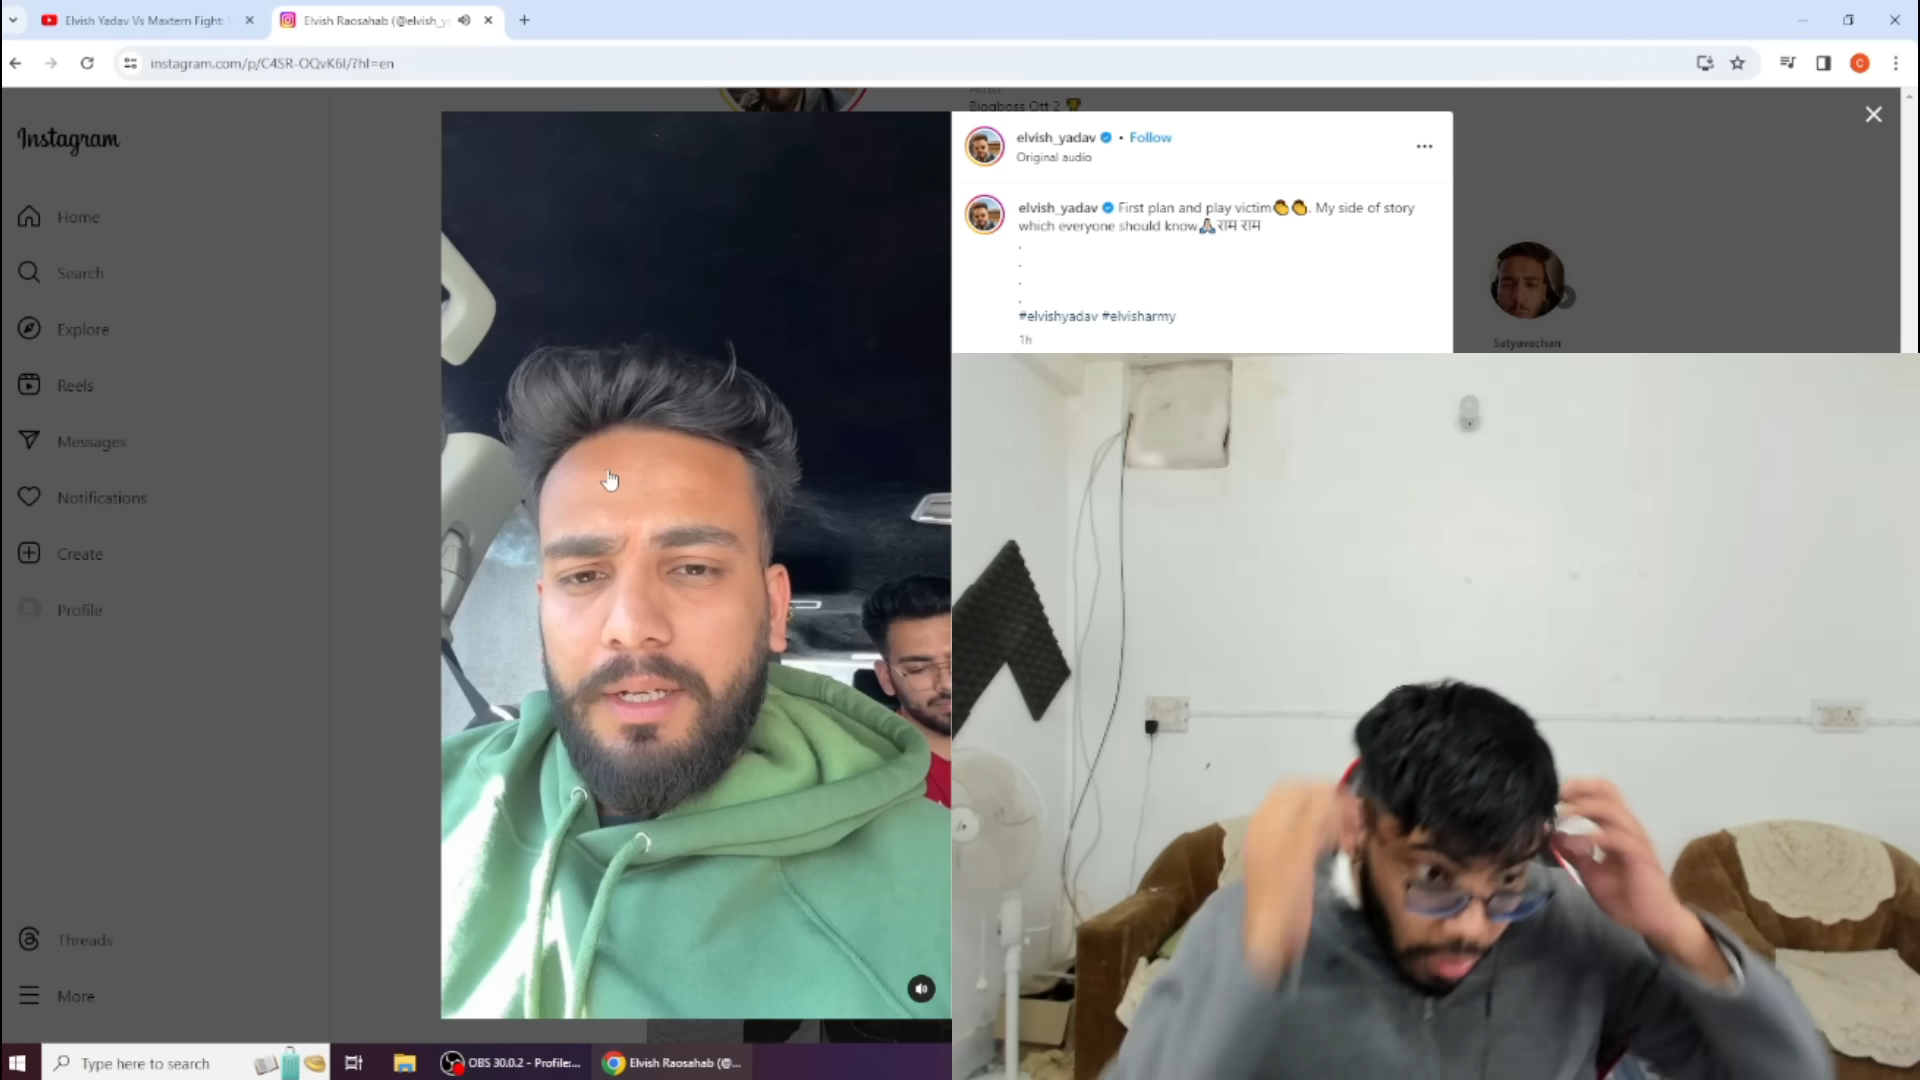 Elvish Yadav Vs Maxtern Fight:
Elvish Raosahab (@elvish_y
instagram.com/p/C4SR-OQvK6I/?hl=en
C
Instagram
Home
Search
Explore
Reels
Messages
Notifications
Create
Profile
Threads
More
Biggboss Ott 2 🏆
elvish_yadav • Follow
Original audio
elvish_yadav First plan and play victim👏👏. My side of story
which everyone should know🙏🏻राम राम
.
.
.
.
#elvishyadav #elvisharmy
1h
Satyavachan
Type here to search
OBS 30.0.2 - Profile:...
Elvish Raosahab (@...